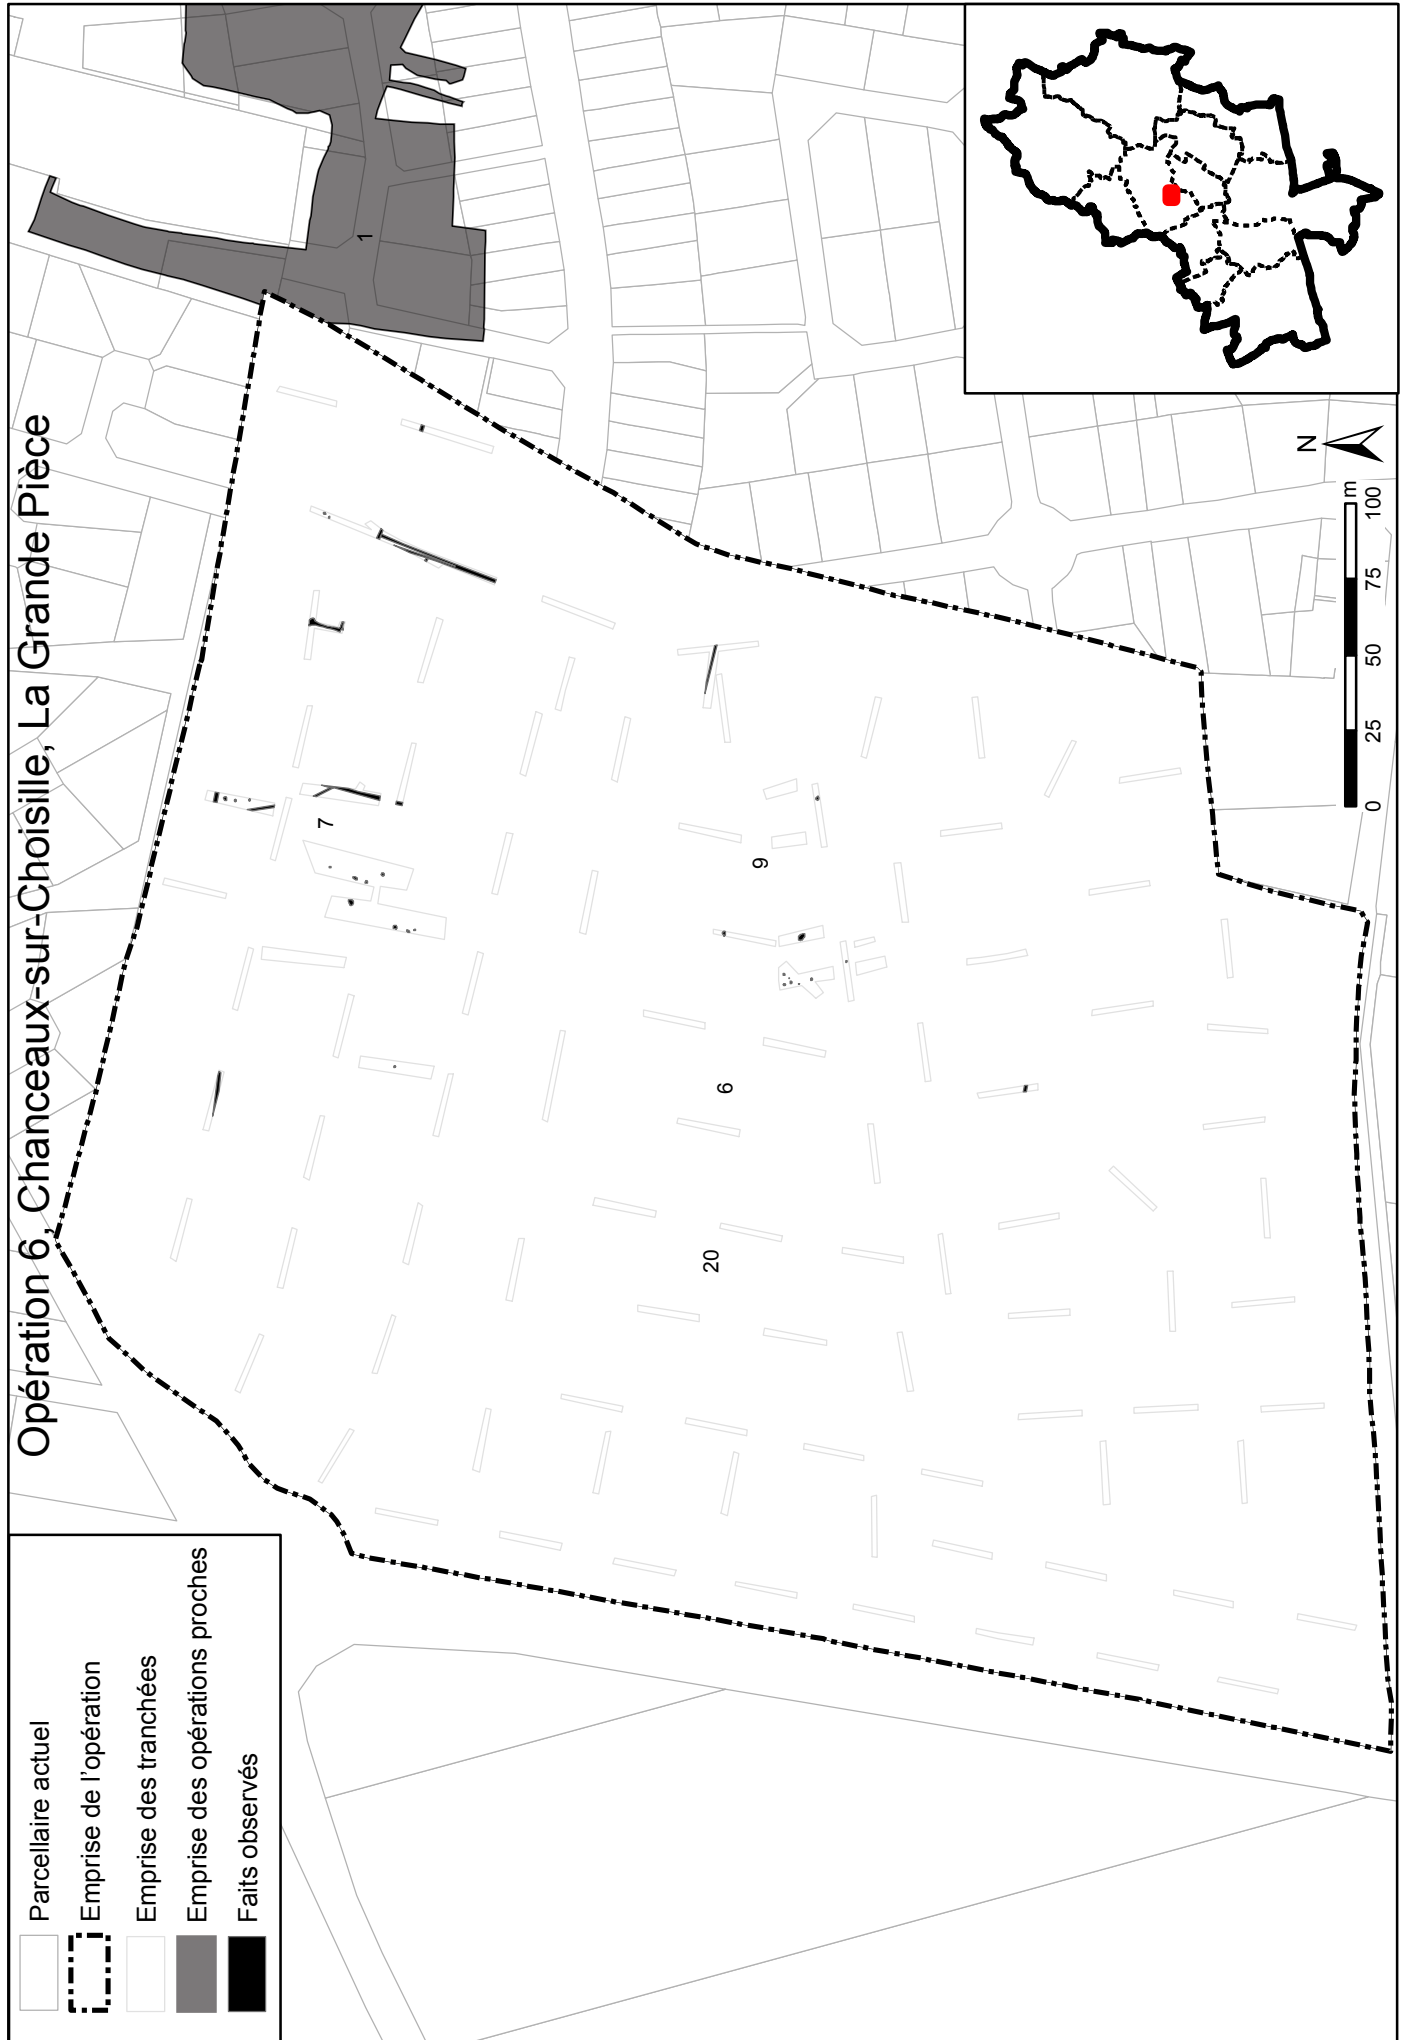 Opération 6, Chanceaux-sur-Choisille, La Grande Pièce
Parcellaire actuel
Emprise de l'opération
Emprise des tranchées
Emprise des opérations proches
Faits observés
1
7
9
6
20
N
0 25 50 75 100
m